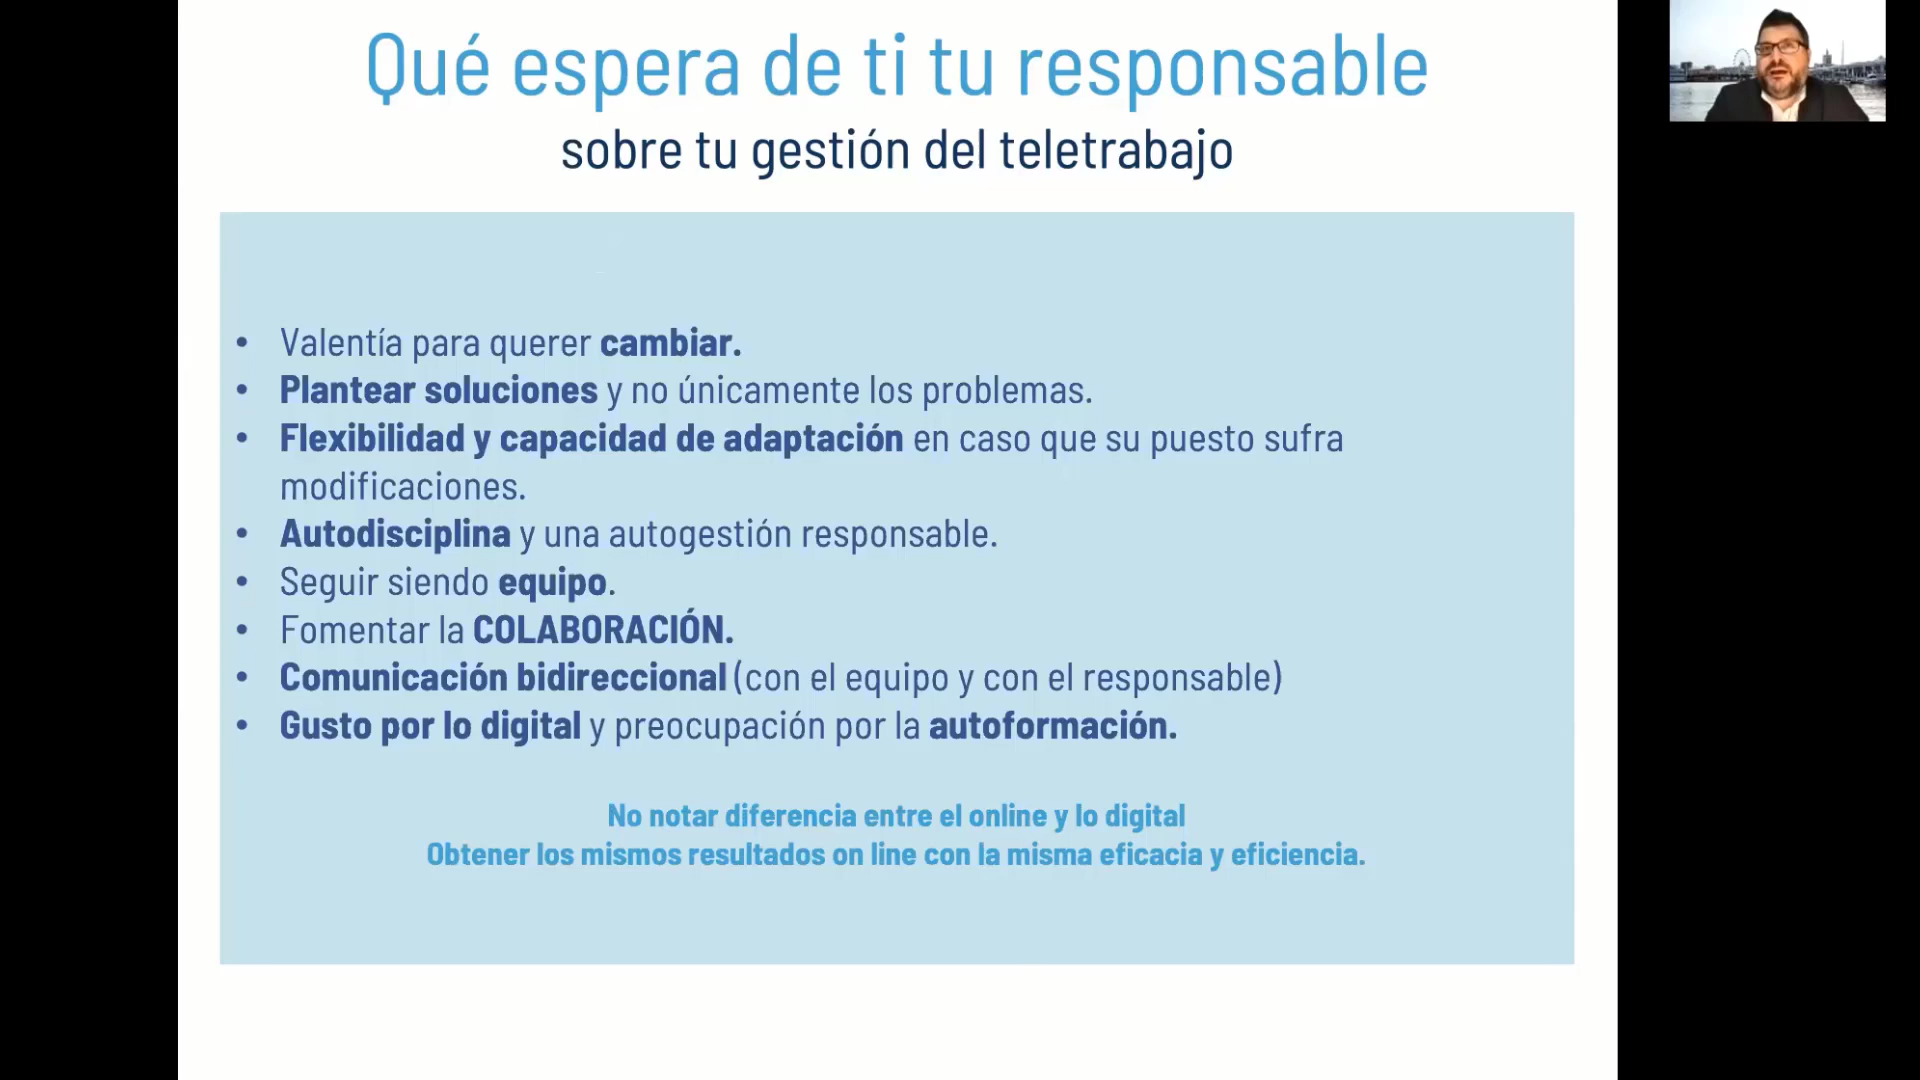 Qué espera de ti tu responsable
sobre tu gestión del teletrabajo
• Valentía para querer cambiar.
• Plantear soluciones y no únicamente los problemas.
• Flexibilidad y capacidad de adaptación en caso que su puesto sufra
modificaciones.
• Autodisciplina y una autogestión responsable.
• Seguir siendo equipo.
• Fomentar la COLABORACIÓN.
• Comunicación bidireccional (con el equipo y con el responsable)
• Gusto por lo digital y preocupación por la autoformación.
No notar diferencia entre el online y lo digital
Obtener los mismos resultados on line con la misma eficacia y eficiencia.